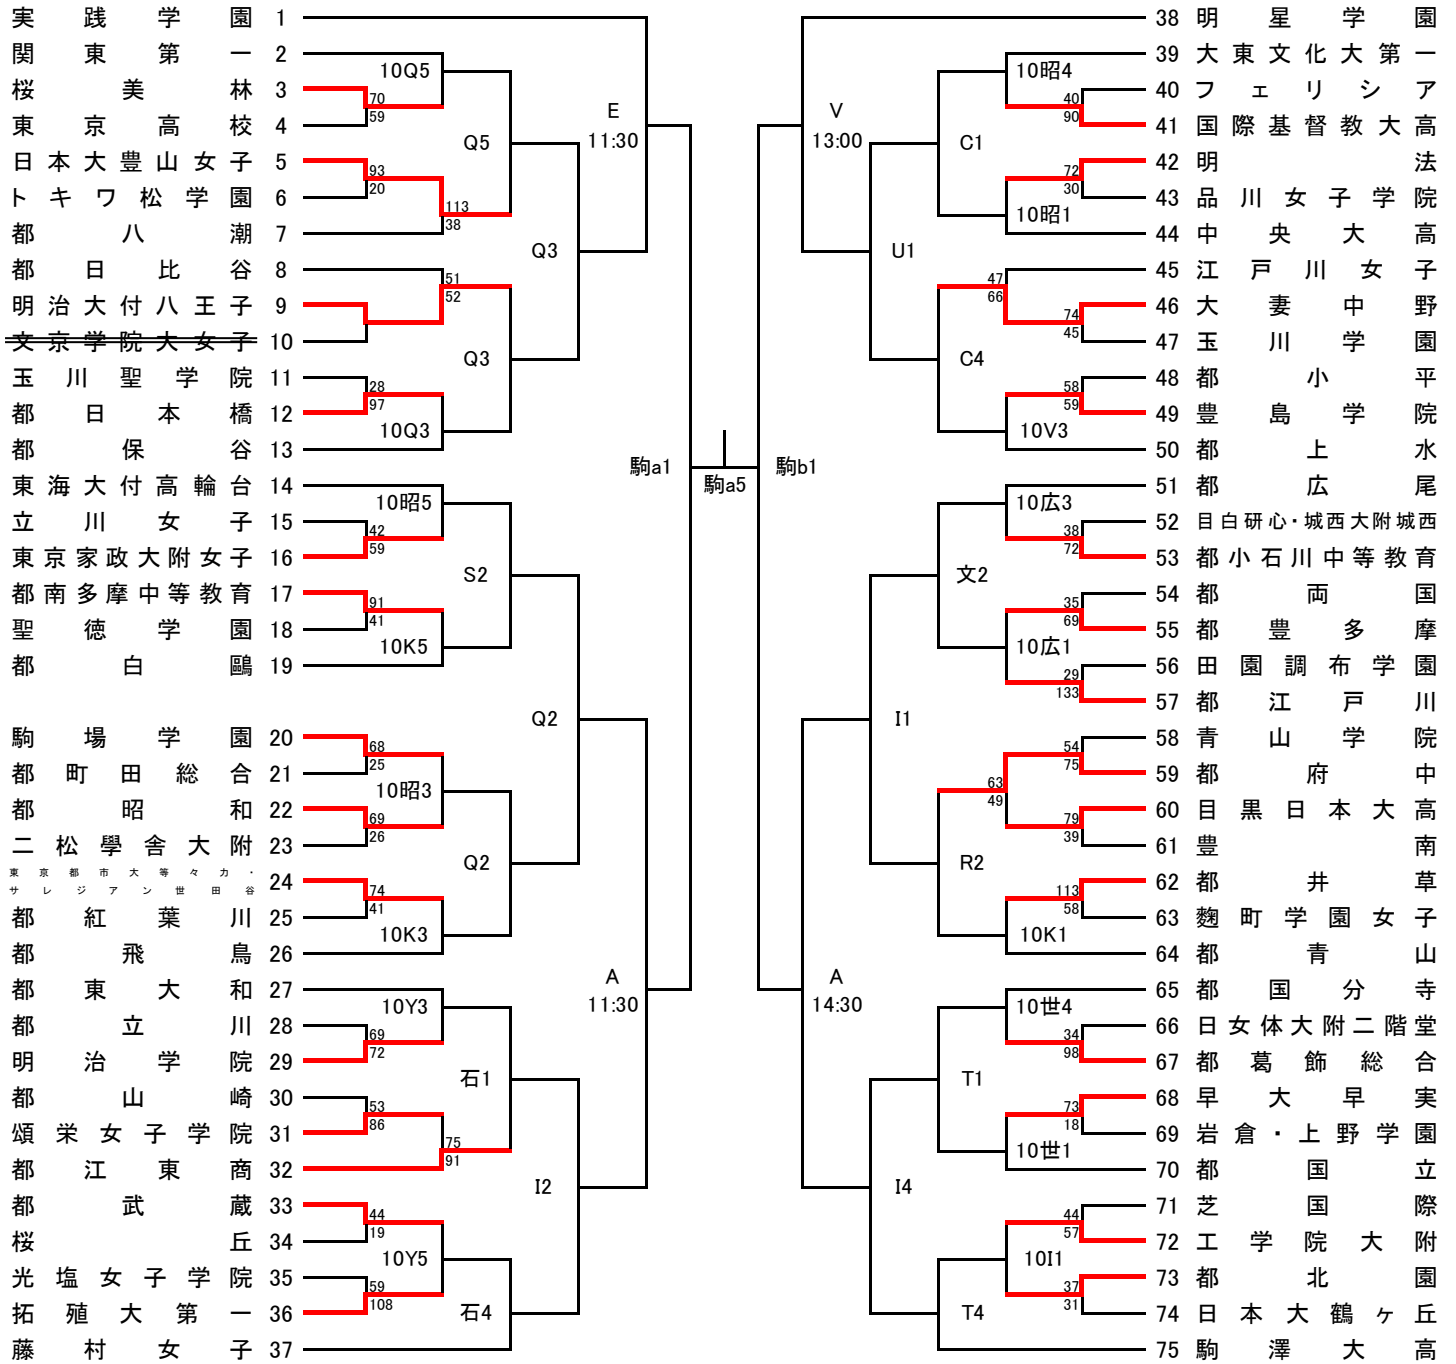 実践学園 1
関東第一 2
10Q5
桜美林 3
70
59
東京高校 4
Q5
E
11:30
日本大豊山女子 5
93
20
トキワ松学園 6
113
38
都八潮 7
Q3
都日比谷 8
51
52
明治大付八王子 9
文京学院大女子 10
Q3
玉川聖学院 11
28
97
都日本橋 12
10Q3
都保谷 13
駒a1
東海大付高輪台 14
10昭5
立川女子 15
42
59
東京家政大附女子 16
S2
都南多摩中等教育 17
91
41
聖徳学園 18
10K5
都白鷗 19
Q2
駒場学園 20
68
25
都町田総合 21
10昭3
都昭和 22
69
26
二松學舎大附 23
Q2
東京都市大等々力・
サレジアン世田谷 24
74
41
都紅葉川 25
10K3
都飛鳥 26
A
11:30
都東大和 27
10Y3
都立川 28
69
72
明治学院 29
石1
都山崎 30
53
86
頌栄女子学院 31
75
91
都江東商 32
I2
都武蔵 33
44
19
桜丘 34
10Y5
光塩女子学院 35
59
108
拓殖大第一 36
石4
藤村女子 37
駒a5
38 明星学園
39 大東文化大第一
10昭4
40 フェリシア
40
90
41 国際基督教大高
V
13:00
C1
42 明法
72
30
43 品川女子学院
10昭1
44 中央大高
U1
45 江戸川女子
47
66
46 大妻中野
74
45
47 玉川学園
C4
48 都小平
58
59
49 豊島学院
10V3
50 都上水
駒b1
51 都広尾
10広3
52 目白研心・城西大附城西
38
72
53 都小石川中等教育
文2
54 都両国
35
69
55 都豊多摩
10広1
56 田園調布学園
29
133
57 都江戸川
I1
58 青山学院
54
75
59 都府中
63
49
60 目黒日本大高
79
39
61 豊南
R2
62 都井草
113
58
63 麹町学園女子
10K1
64 都青山
A
14:30
65 都国分寺
10世4
66 日女体大附二階堂
34
98
67 都葛飾総合
T1
68 早大早実
73
18
69 岩倉・上野学園
10世1
70 都国立
I4
71 芝国際
44
57
72 工学院大附
10I1
73 都北園
37
31
74 日本大鶴ヶ丘
T4
75 駒澤大高